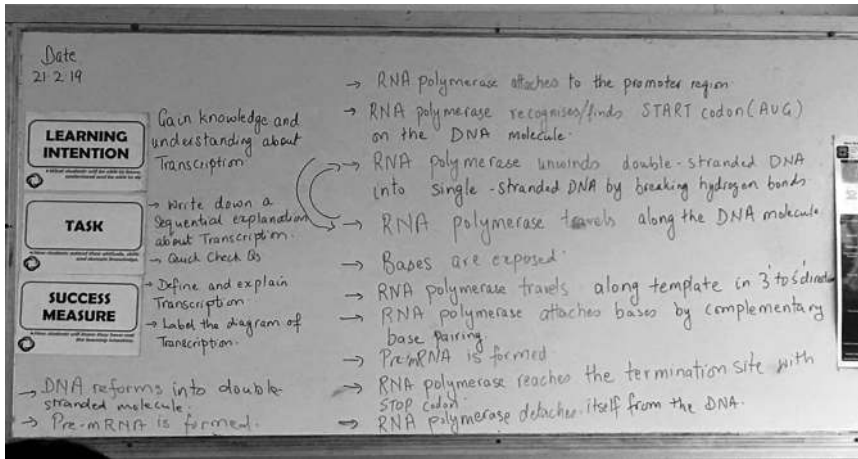 Date
21·2·19
LEARNING
INTENTION
Gain knowledge and
understanding about
Transcription
TASK
→ Write down a
Sequential explanation
about Transcription.
→ Quick Check Qs
SUCCESS
MEASURE
→ Define and explain
Transcription.
→ Label the diagram of
Transcription.
→ DNA reforms into double-
stranded molecule.
→ Pre-mRNA is formed.
→ RNA polymerase attaches to the promoter region
→ RNA polymerase recognises/finds START codon (AUG)
on the DNA molecule.
→ RNA polymerase unwinds double-stranded DNA
into single-stranded DNA by breaking hydrogen bonds
→ RNA polymerase travels along the DNA molecule
→ Bases are exposed.
→ RNA polymerase travels along template in 3' to 5' direction
→ RNA polymerase attaches bases by complementary
base pairing.
→ Pre-mRNA is formed
→ RNA polymerase reaches the termination site with
STOP codon.
→ RNA polymerase detaches itself from the DNA.